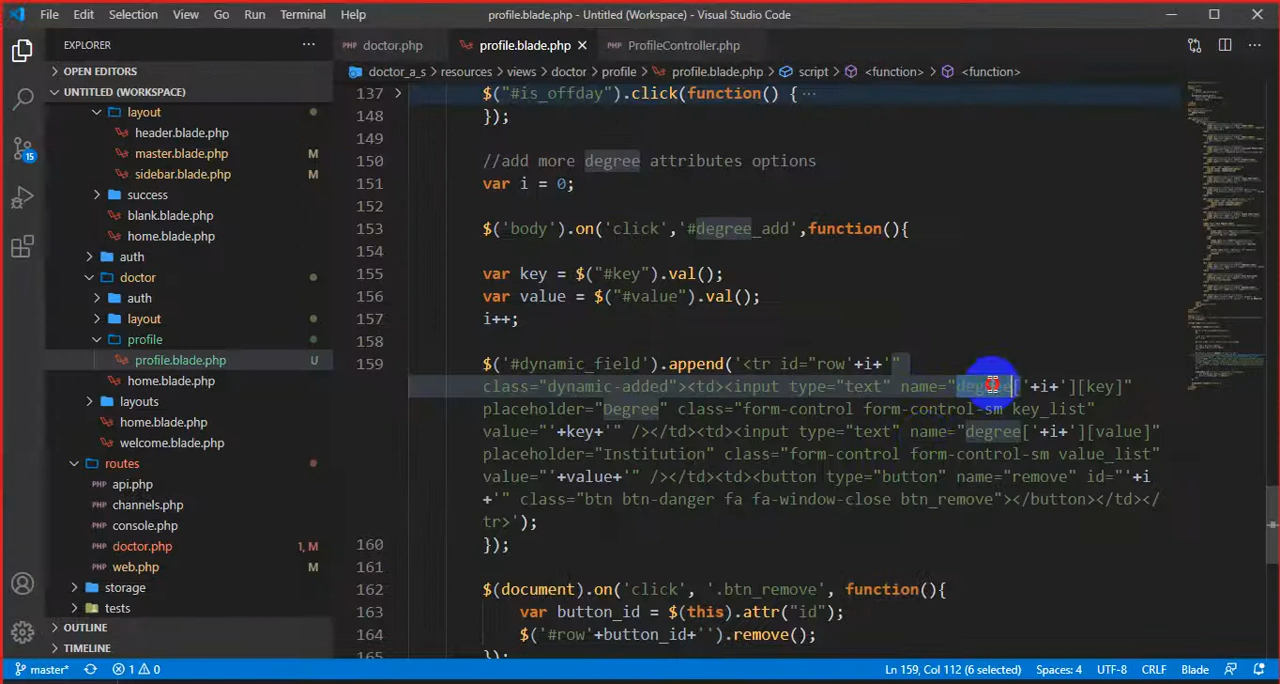 File Edit Selection View Go Run Terminal Help profile.blade.php - Untitled (Workspace) - Visual Studio Code
EXPLORER
doctor.php profile.blade.php ProfileController.php
OPEN EDITORS
doctor_a_s > resources > views > doctor > profile > profile.blade.php > script > <function> > <function>
UNTITLED (WORKSPACE)
layout
header.blade.php
master.blade.php M
sidebar.blade.php M
success
blank.blade.php
home.blade.php
auth
doctor
auth
layout
profile
profile.blade.php U
home.blade.php
layouts
home.blade.php
welcome.blade.php
routes
api.php
channels.php
console.php
doctor.php 1, M
web.php M
storage
tests
OUTLINE
TIMELINE
15
137 $("#is_offday").click(function() { ···
148 });
149
150 //add more degree attributes options
151 var i = 0;
152
153 $('body').on('click','#degree_add',function(){
154
155 var key = $("#key").val();
156 var value = $("#value").val();
157 i++;
158
159 $('#dynamic_field').append('<tr id="row'+i+'"
class="dynamic-added"><td><input type="text" name="degree['+i+'][key]"
placeholder="Degree" class="form-control form-control-sm key_list"
value="'+key+'" /></td><td><input type="text" name="degree['+i+'][value]"
placeholder="Institution" class="form-control form-control-sm value_list"
value="'+value+'" /></td><td><button type="button" name="remove" id="'+i
+'" class="btn btn-danger fa fa-window-close btn_remove"></button></td></
tr>');
160 });
161
162 $(document).on('click', '.btn_remove', function(){
163 var button_id = $(this).attr("id");
164 $('#row'+button_id+'').remove();
165 });
master* 1 0 Ln 159, Col 112 (6 selected) Spaces: 4 UTF-8 CRLF Blade